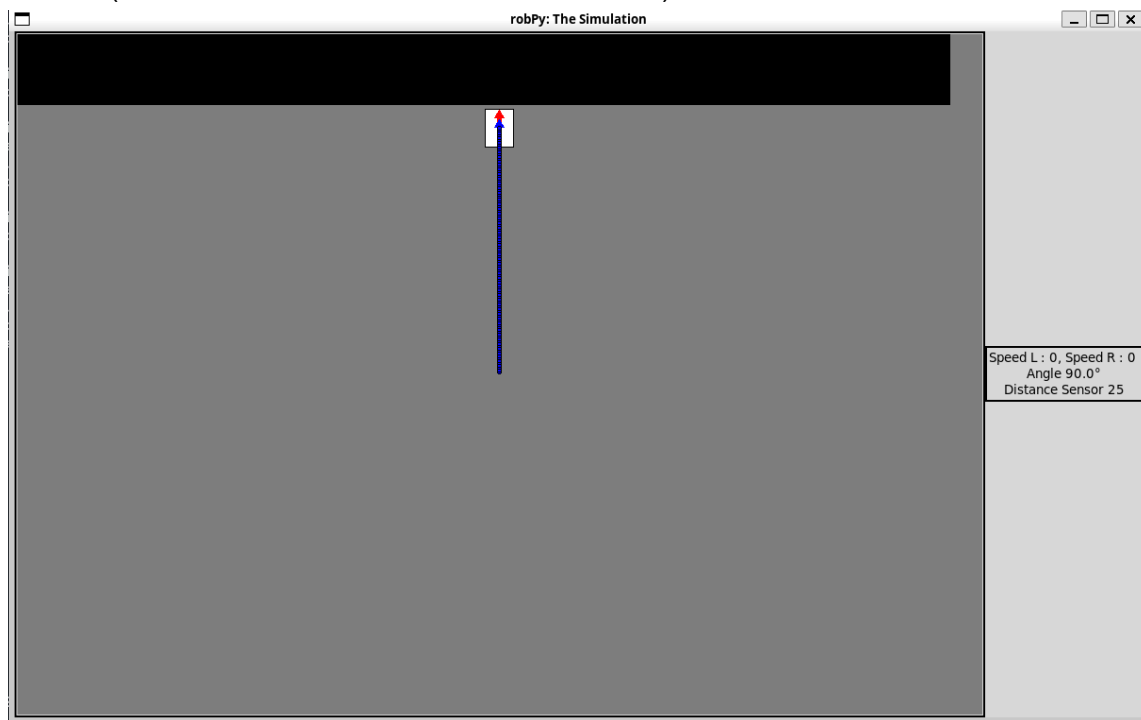 robPy: The Simulation
Speed L : 0, Speed R : 0
Angle 90.0°
Distance Sensor 25